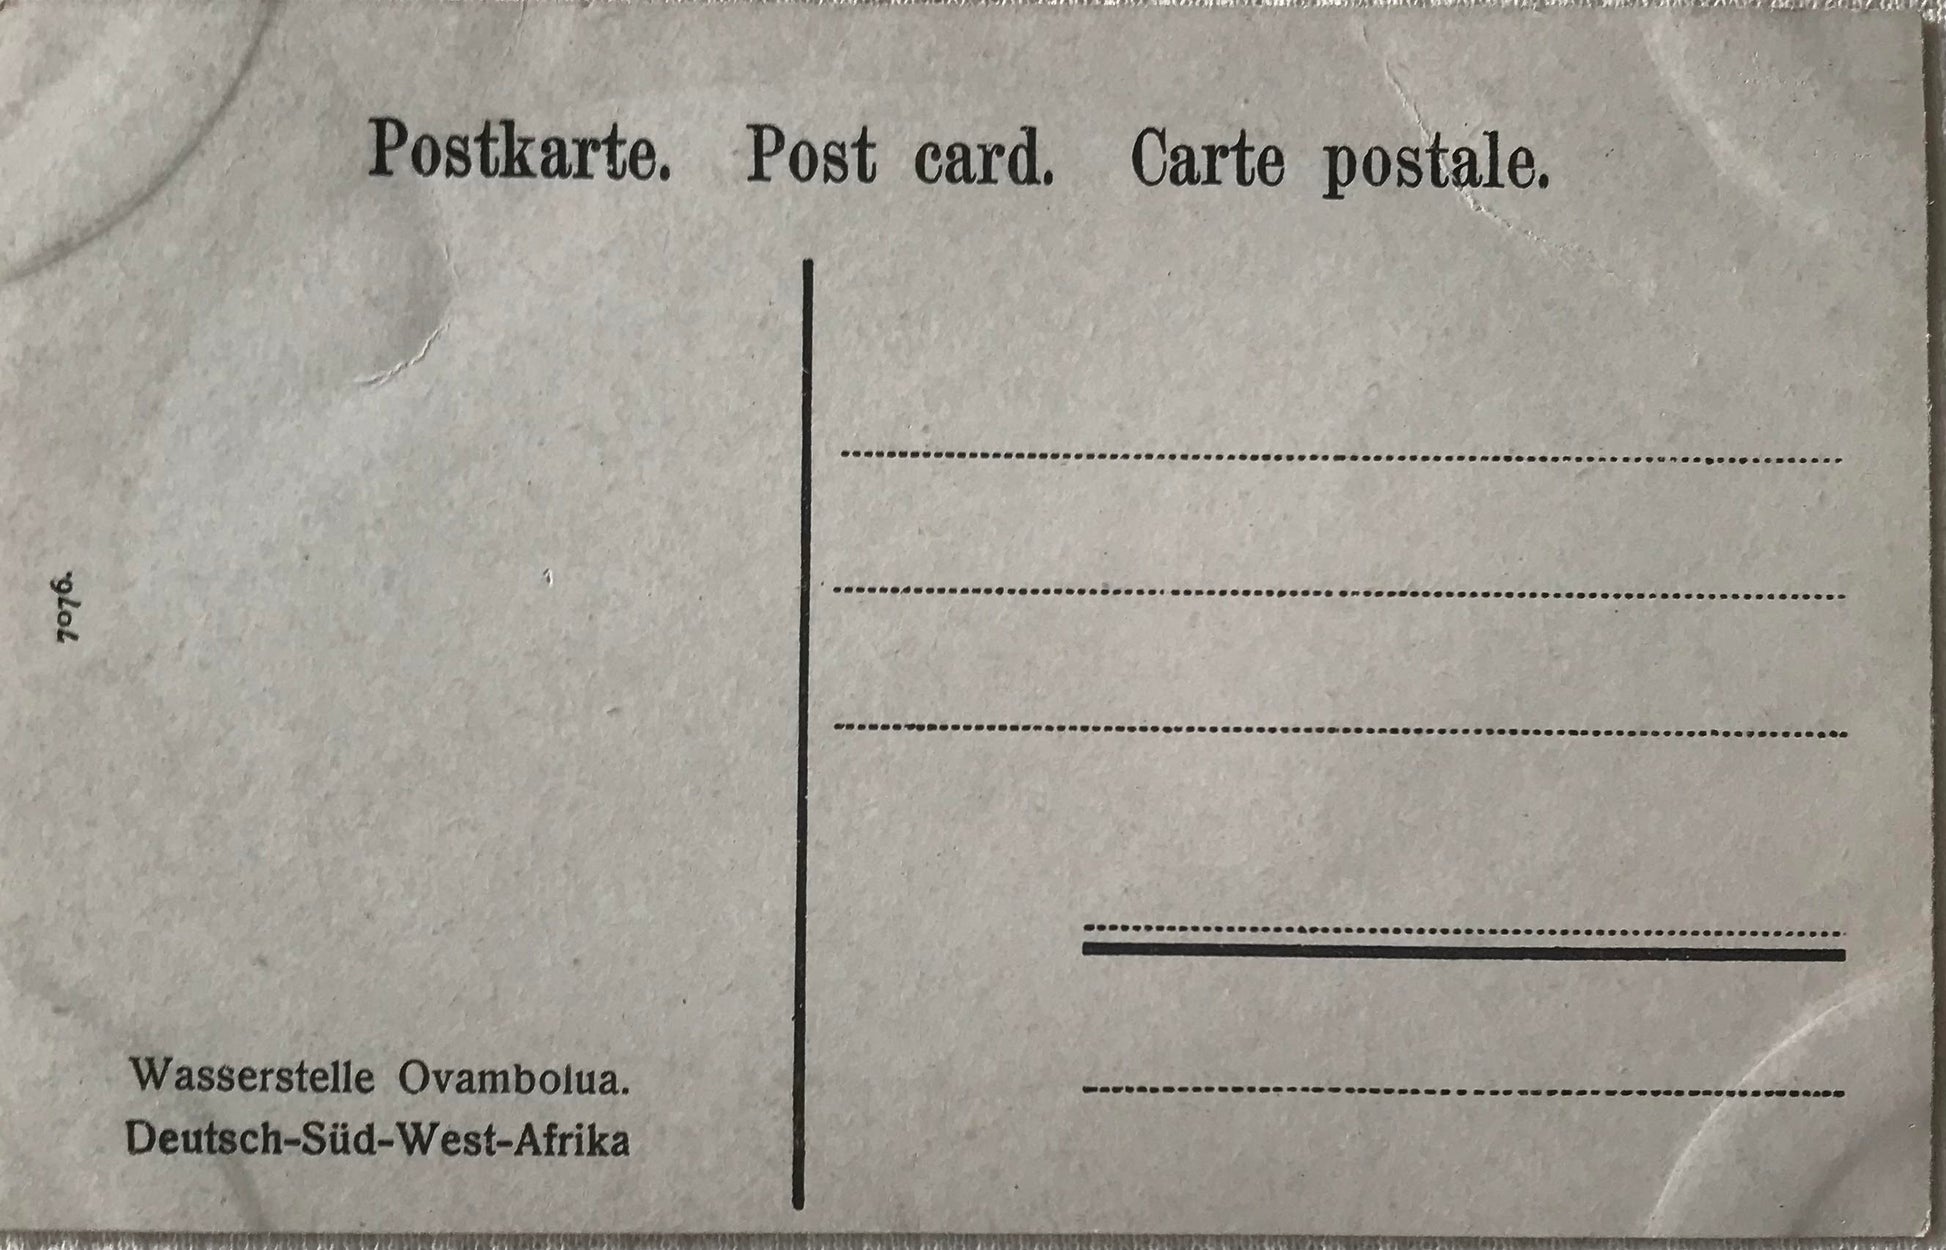 Postkarte. Post card. Carte postale.
7076.
Wasserstelle Ovambolua.
Deutsch-Süd-West-Afrika